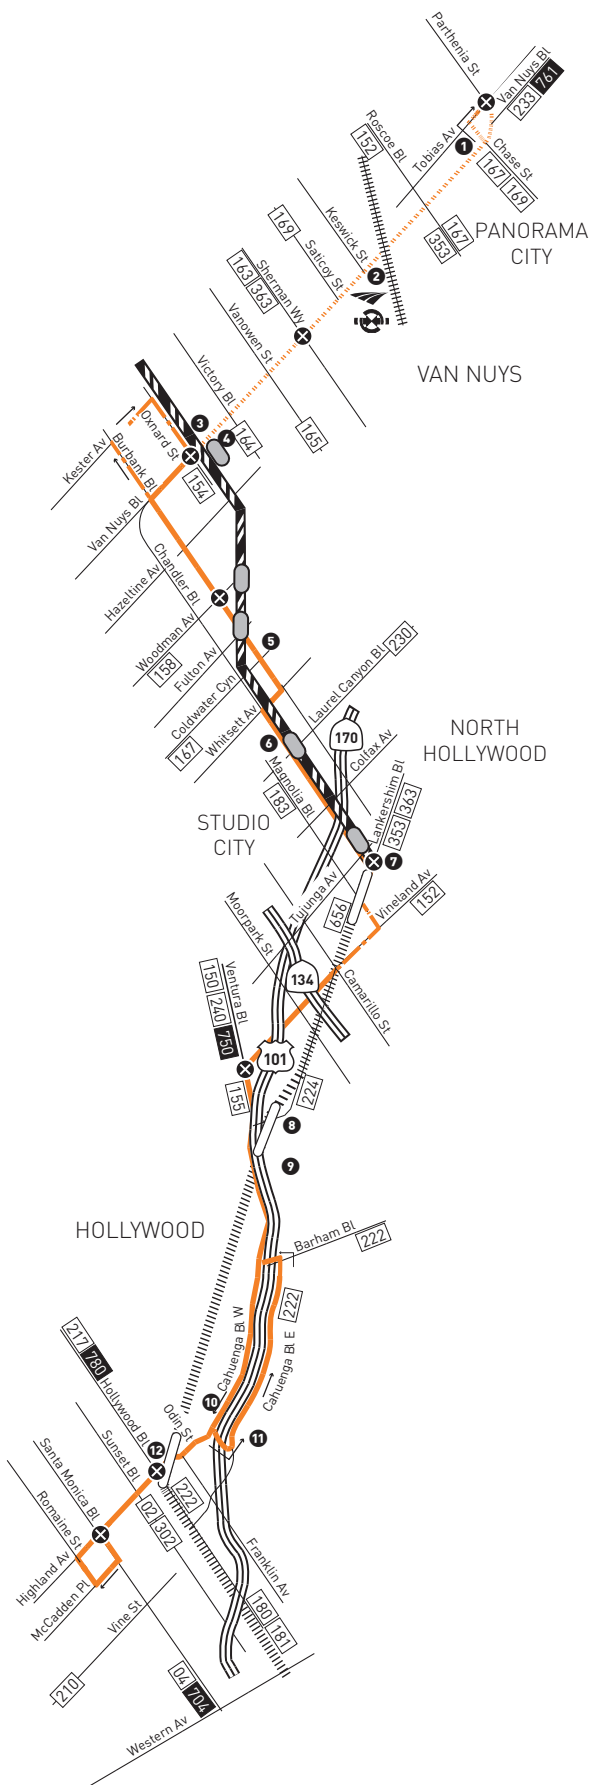 Parthenia St
Van Nuys Bl
233 761
Roscoe Bl
152
Tobias Av
1
Chase St
167 169
167
353
PANORAMA
CITY
Keswick St
169
Saticoy St
2
163 363
Sherman Wy
Vanowen St
VAN NUYS
Victory Bl
164
165
3
4
Oxnard St
154
Kester Av
Burbank Bl
Van Nuys Bl
Chandler Bl
Hazeltine Av
Woodman Av
158
Fulton Av
5
Coldwater Cyn
167
Whitsett Av
Laurel Canyon Bl
230
6
170
Colfax Av
NORTH
HOLLYWOOD
Magnolia Bl
183
STUDIO
CITY
Lankershim Bl
353 363
7
Tujunga Av
Vineland Av
152
656
Moorpark St
134
Camarillo St
Ventura Bl
150 240 750
101
155
224
8
9
HOLLYWOOD
Barham Bl
222
222
Cahuenga Bl W
Cahuenga Bl E
217 780
Hollywood Bl
10
Odin St
11
12
Sunset Bl
Santa Monica Bl
222
02 302
Romaine St
Highland Av
McCadden Pl
Franklin Av
Vine St
180 181
210
04 704
Western Av